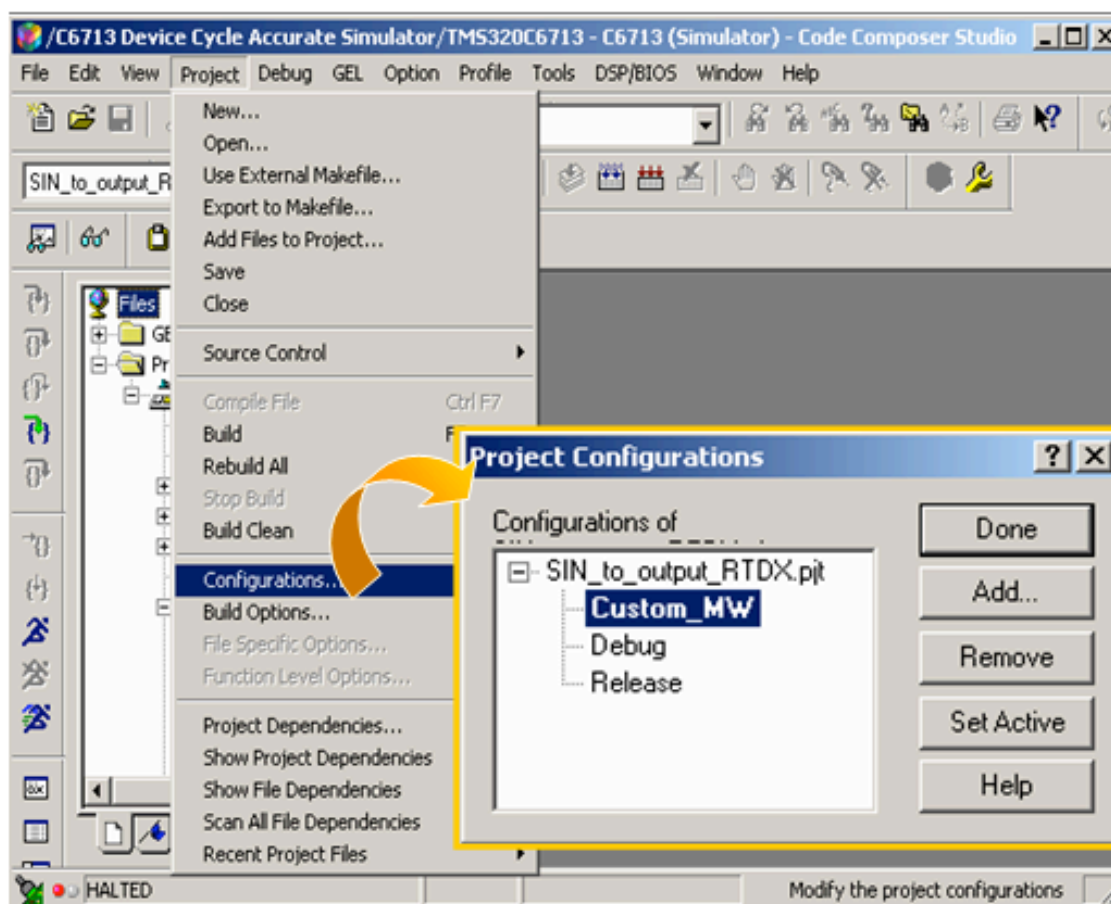 /C6713 Device Cycle Accurate Simulator/TMS320C6713 - C6713 (Simulator) - Code Composer Studio
File Edit View Project Debug GEL Option Profile Tools DSP/BIOS Window Help
New...
Open...
Use External Makefile...
Export to Makefile...
Add Files to Project...
Save
Close
Source Control
Compile File Ctrl F7
Build
Rebuild All
Stop Build
Build Clean
Configurations...
Build Options...
File Specific Options...
Function Level Options...
Project Dependencies...
Show Project Dependencies
Show File Dependencies
Scan All File Dependencies
Recent Project Files
SIN_to_output_R
Files
GE
Pr
Project Configurations
Configurations of
SIN_to_output_RTDX.pjt
Custom_MW
Debug
Release
Done
Add...
Remove
Set Active
Help
HALTED
Modify the project configurations